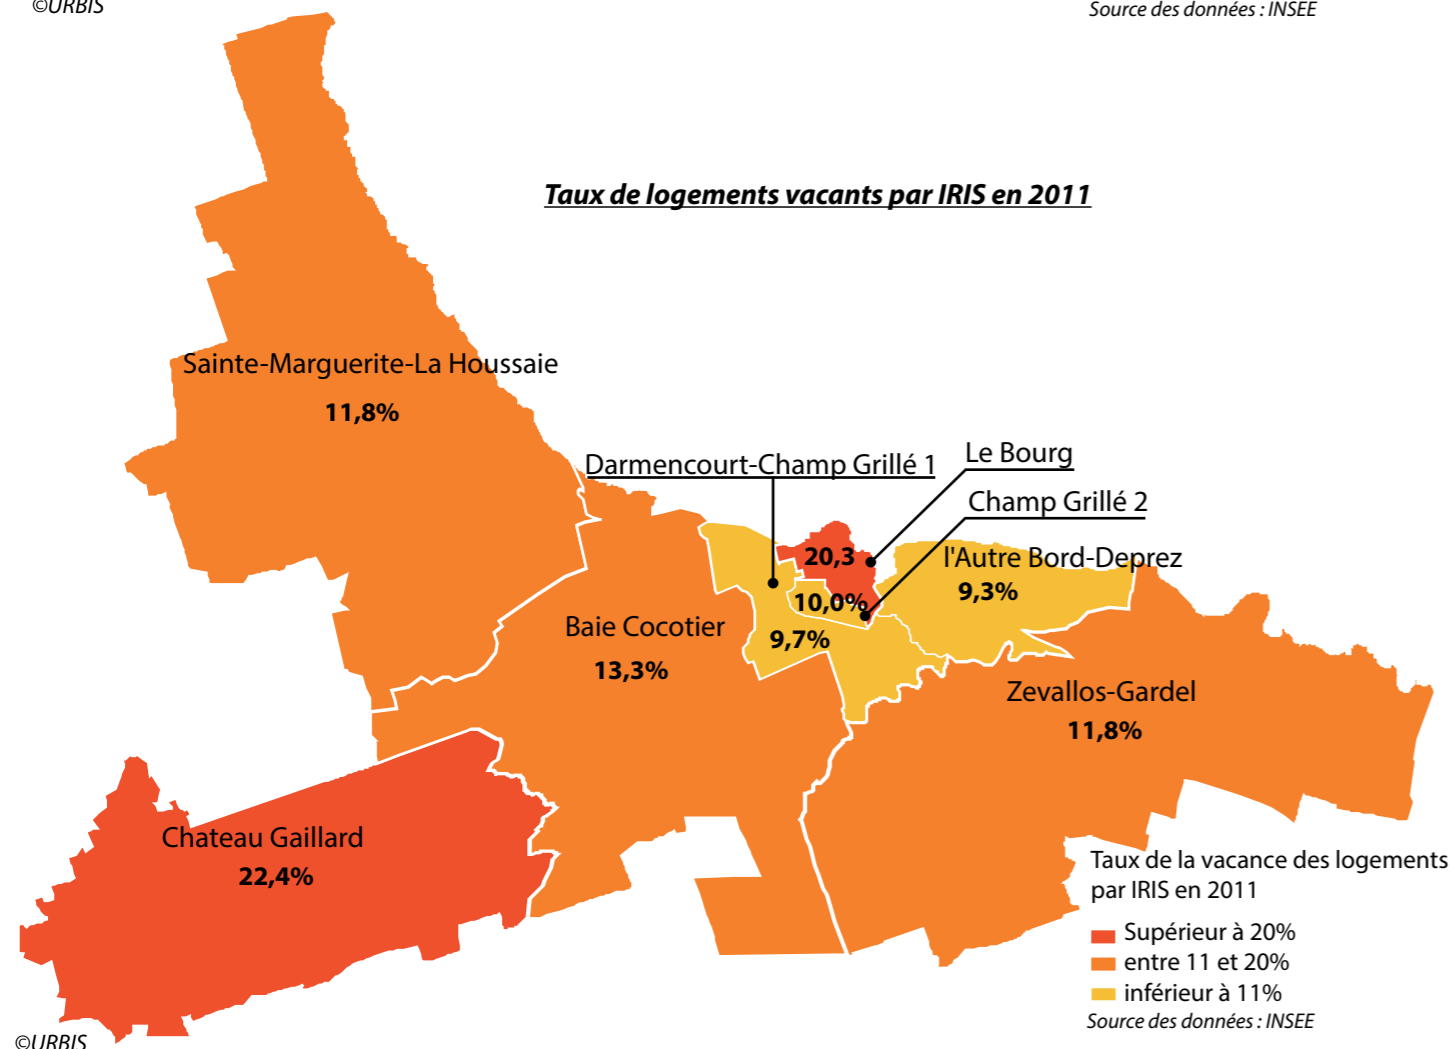 ©URBIS
Source des données : INSEE
Taux de logements vacants par IRIS en 2011
Sainte-Marguerite-La Houssaie
11,8%
Darmencourt-Champ Grillé 1
Le Bourg
Champ Grillé 2
20,3
l'Autre Bord-Deprez
9,3%
10,0%
Baie Cocotier
9,7%
13,3%
Zevallos-Gardel
11,8%
Chateau Gaillard
22,4%
Taux de la vacance des logements
par IRIS en 2011
Supérieur à 20%
entre 11 et 20%
inférieur à 11%
Source des données : INSEE
©URBIS